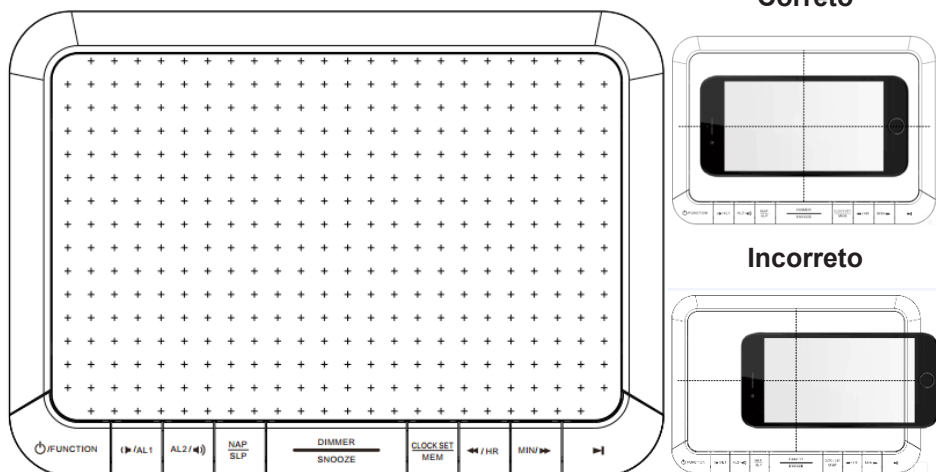 Correto
/FUNCTION
/AL1
AL2/
NAP
SLP
DIMMER
SNOOZE
CLOCK SET
MEM
/HR
MIN/
Incorreto